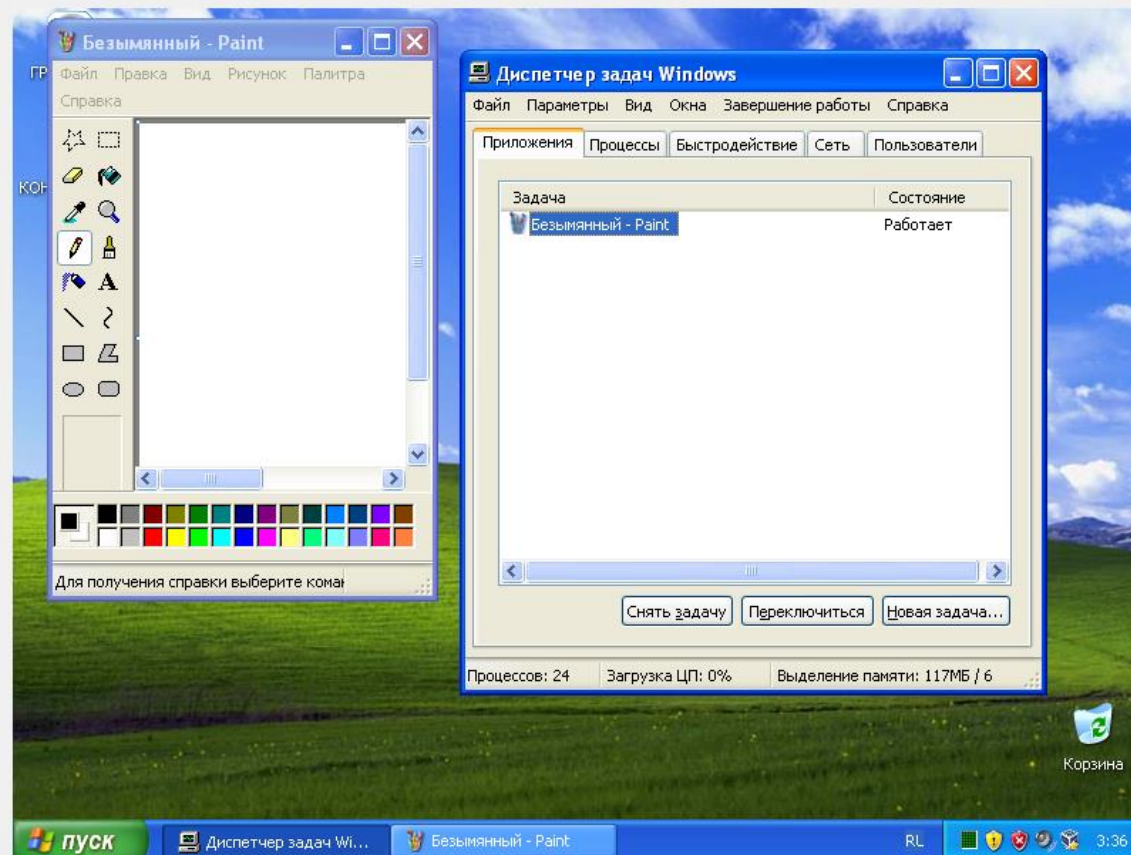 Безымянный - Paint
Файл Правка Вид Рисунок Палитра
Справка
A
Для получения справки выберите кома
Диспетчер задач Windows
Файл Параметры Вид Окна Завершение работы Справка
Приложения Процессы Быстродействие Сеть Пользователи
Задача Состояние
Безымянный - Paint Работает
Снять задачу Переключиться Новая задача...
Процессов: 24 Загрузка ЦП: 0% Выделение памяти: 117МБ / 6
Корзина
пуск Диспетчер задач Wi... Безымянный - Paint RL 3:36